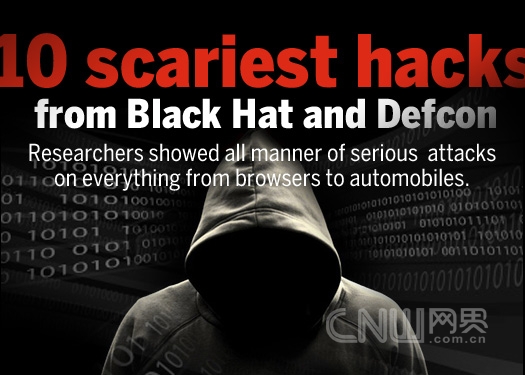 10 scariest hacks
from Black Hat and Defcon
Researchers showed all manner of serious attacks
on everything from browsers to automobiles.
CNW网界
.com.cn